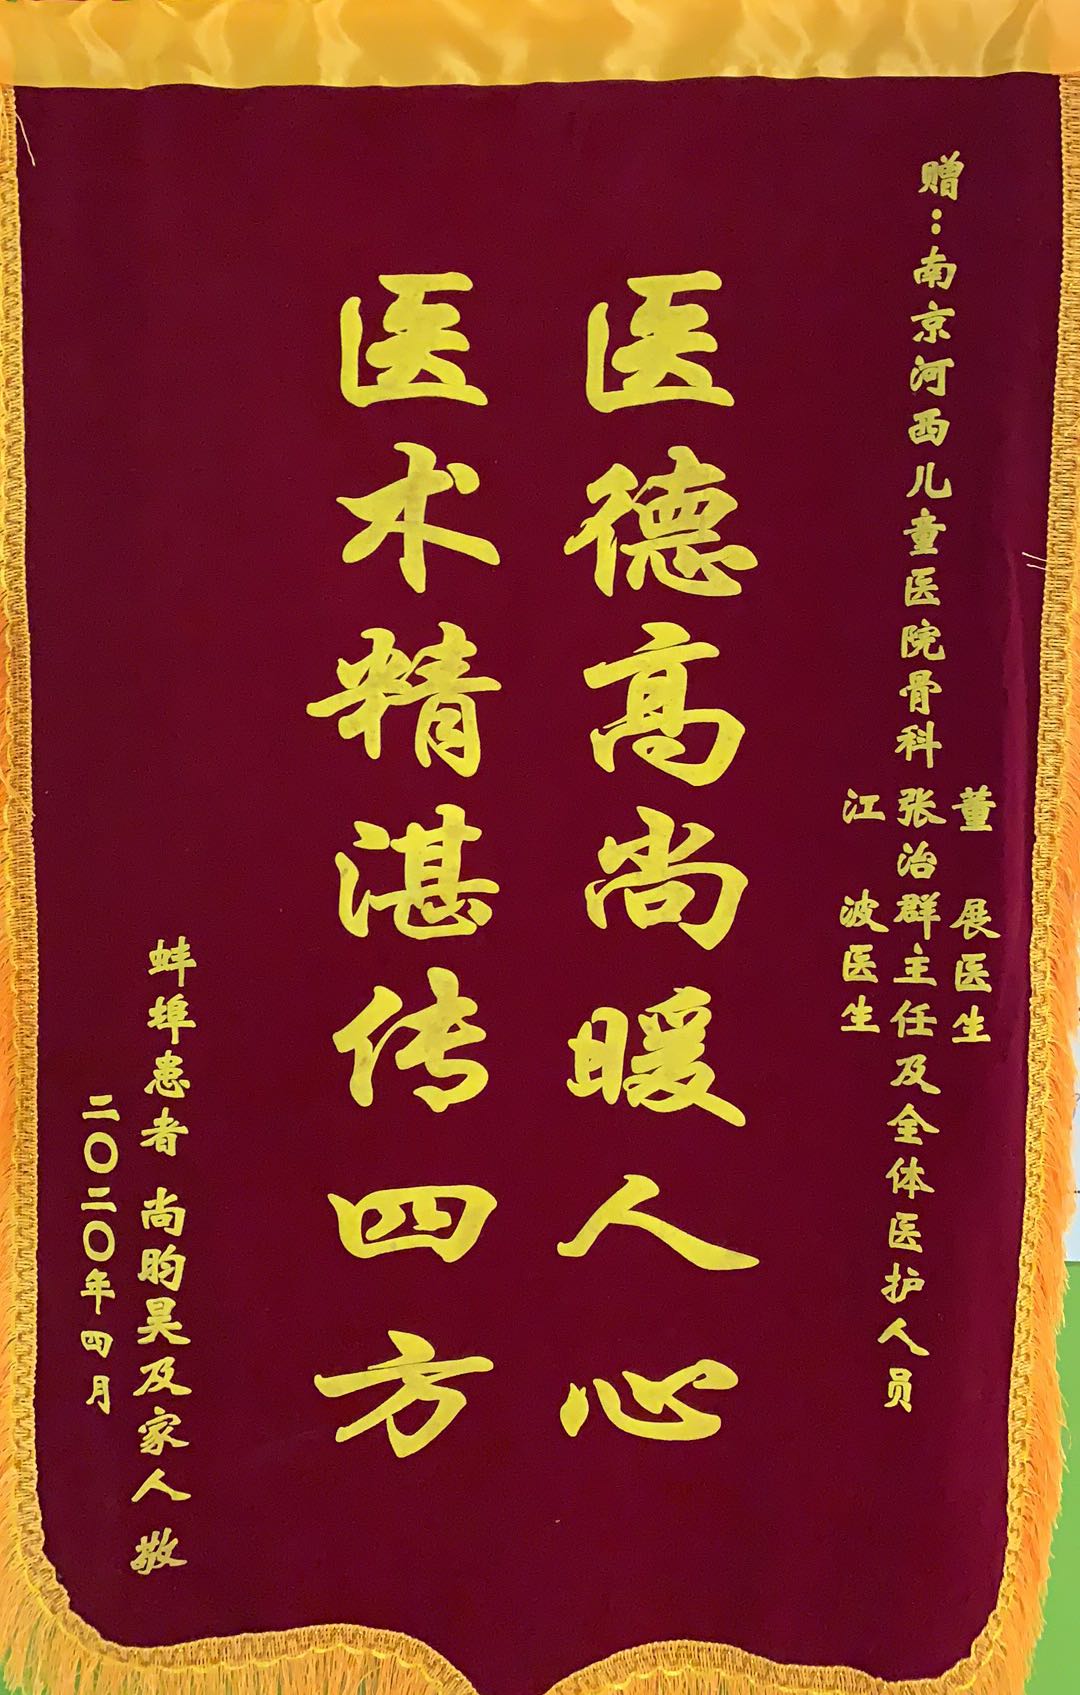 赠：南京河西儿童医院骨科
董展医生
张治群主任及全体医护人员
江波医生
医德高尚暖人心
医术精湛传四方
蚌埠患者 尚昀昊及家人 敬
二〇二〇年四月